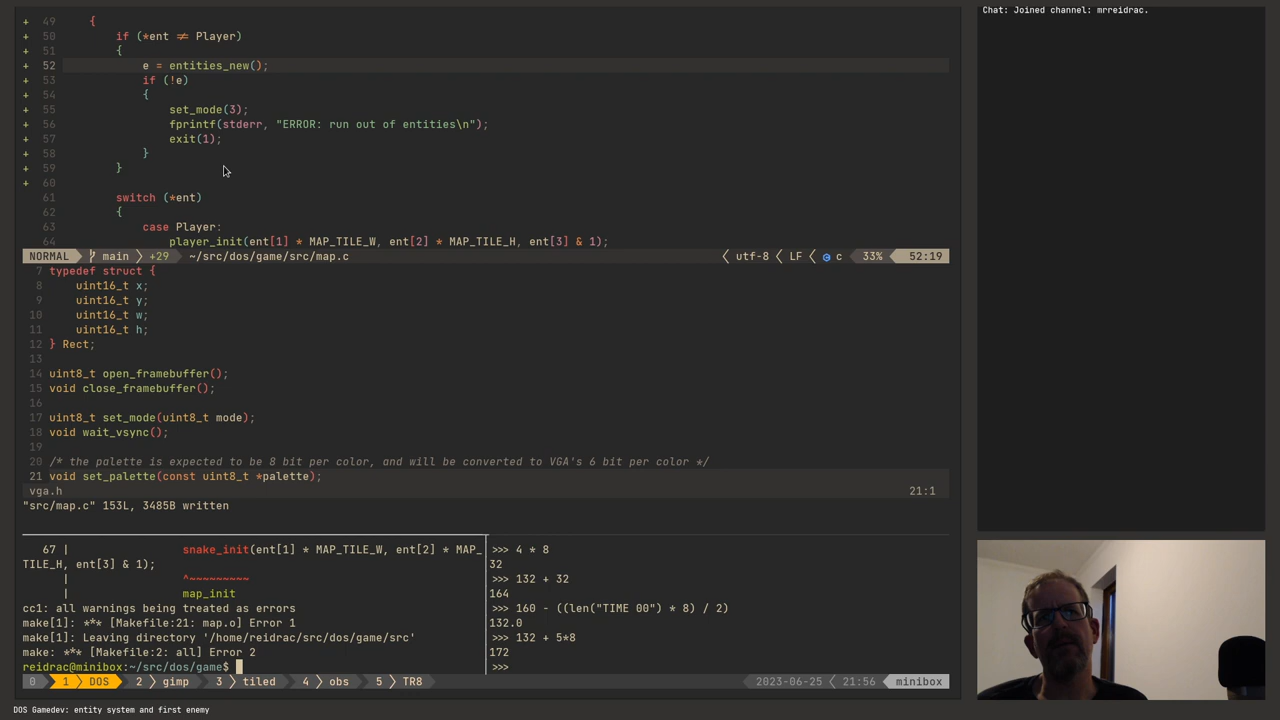 Chat: Joined channel: mrreidrac.
+ 49 {
+ 50 if (*ent ≠ Player)
+ 51 {
+ 52 e = entities_new();
+ 53 if (!e)
+ 54 {
+ 55 set_mode(3);
+ 56 fprintf(stderr, "ERROR: run out of entities\n");
+ 57 exit(1);
+ 58 }
+ 59 }
+ 60
61 switch (*ent)
62 {
63 case Player:
64 player_init(ent[1] * MAP_TILE_W, ent[2] * MAP_TILE_H, ent[3] & 1);
NORMAL main +29 ~/src/dos/game/src/map.c utf-8 LF c 33% 52:19
7 typedef struct {
8 uint16_t x;
9 uint16_t y;
10 uint16_t w;
11 uint16_t h;
12 } Rect;
13
14 uint8_t open_framebuffer();
15 void close_framebuffer();
16
17 uint8_t set_mode(uint8_t mode);
18 void wait_vsync();
19
20 /* the palette is expected to be 8 bit per color, and will be converted to VGA's 6 bit per color */
21 void set_palette(const uint8_t *palette);
vga.h 21:1
"src/map.c" 153L, 3485B written
67 | snake_init(ent[1] * MAP_TILE_W, ent[2] * MAP_
TILE_H, ent[3] & 1);
| ^~~~~~~~~~
| map_init
cc1: all warnings being treated as errors
make[1]: *** [Makefile:21: map.o] Error 1
make[1]: Leaving directory '/home/reidrac/src/dos/game/src'
make: *** [Makefile:2: all] Error 2
reidrac@minibox:~/src/dos/game$
>>> 4 * 8
32
>>> 132 + 32
164
>>> 160 - ((len("TIME 00") * 8) / 2)
132.0
>>> 132 + 5*8
172
>>>
0 1 DOS 2 gimp 3 tiled 4 obs 5 TR8 2023-06-25 21:56 minibox
DOS Gamedev: entity system and first enemy